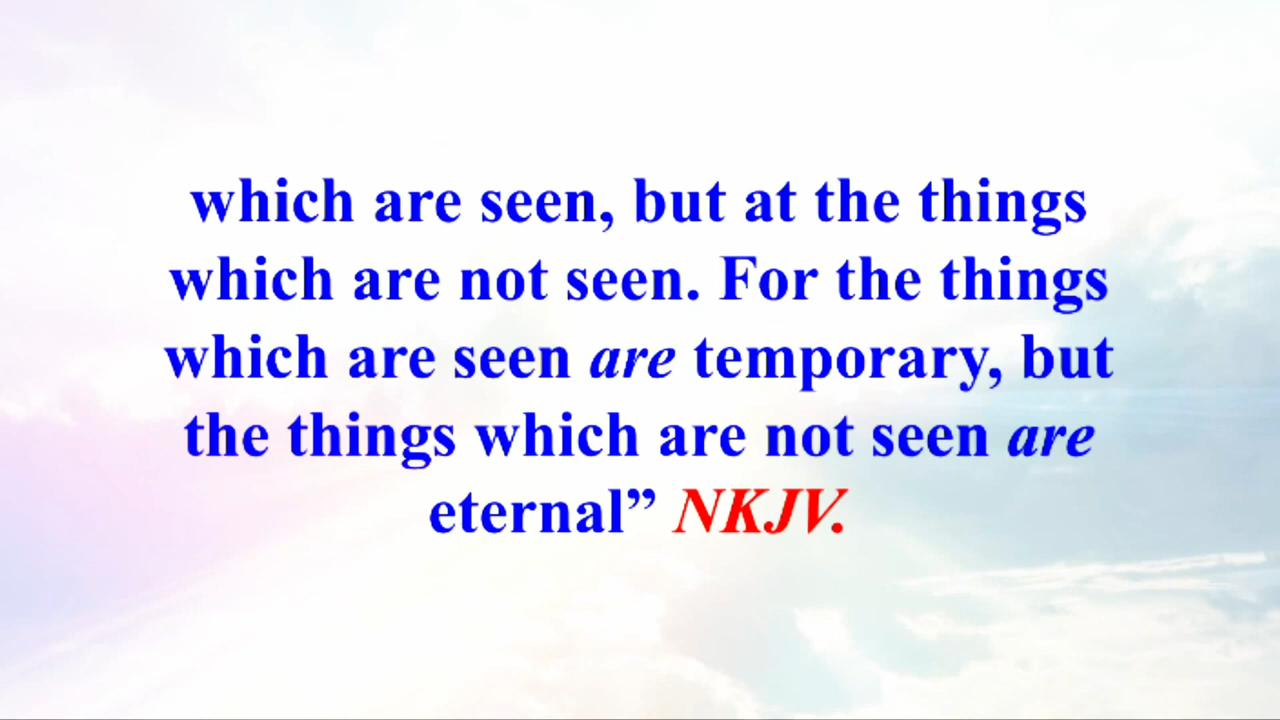 which are seen, but at the things
which are not seen. For the things
which are seen are temporary, but
the things which are not seen are
eternal” NKJV.